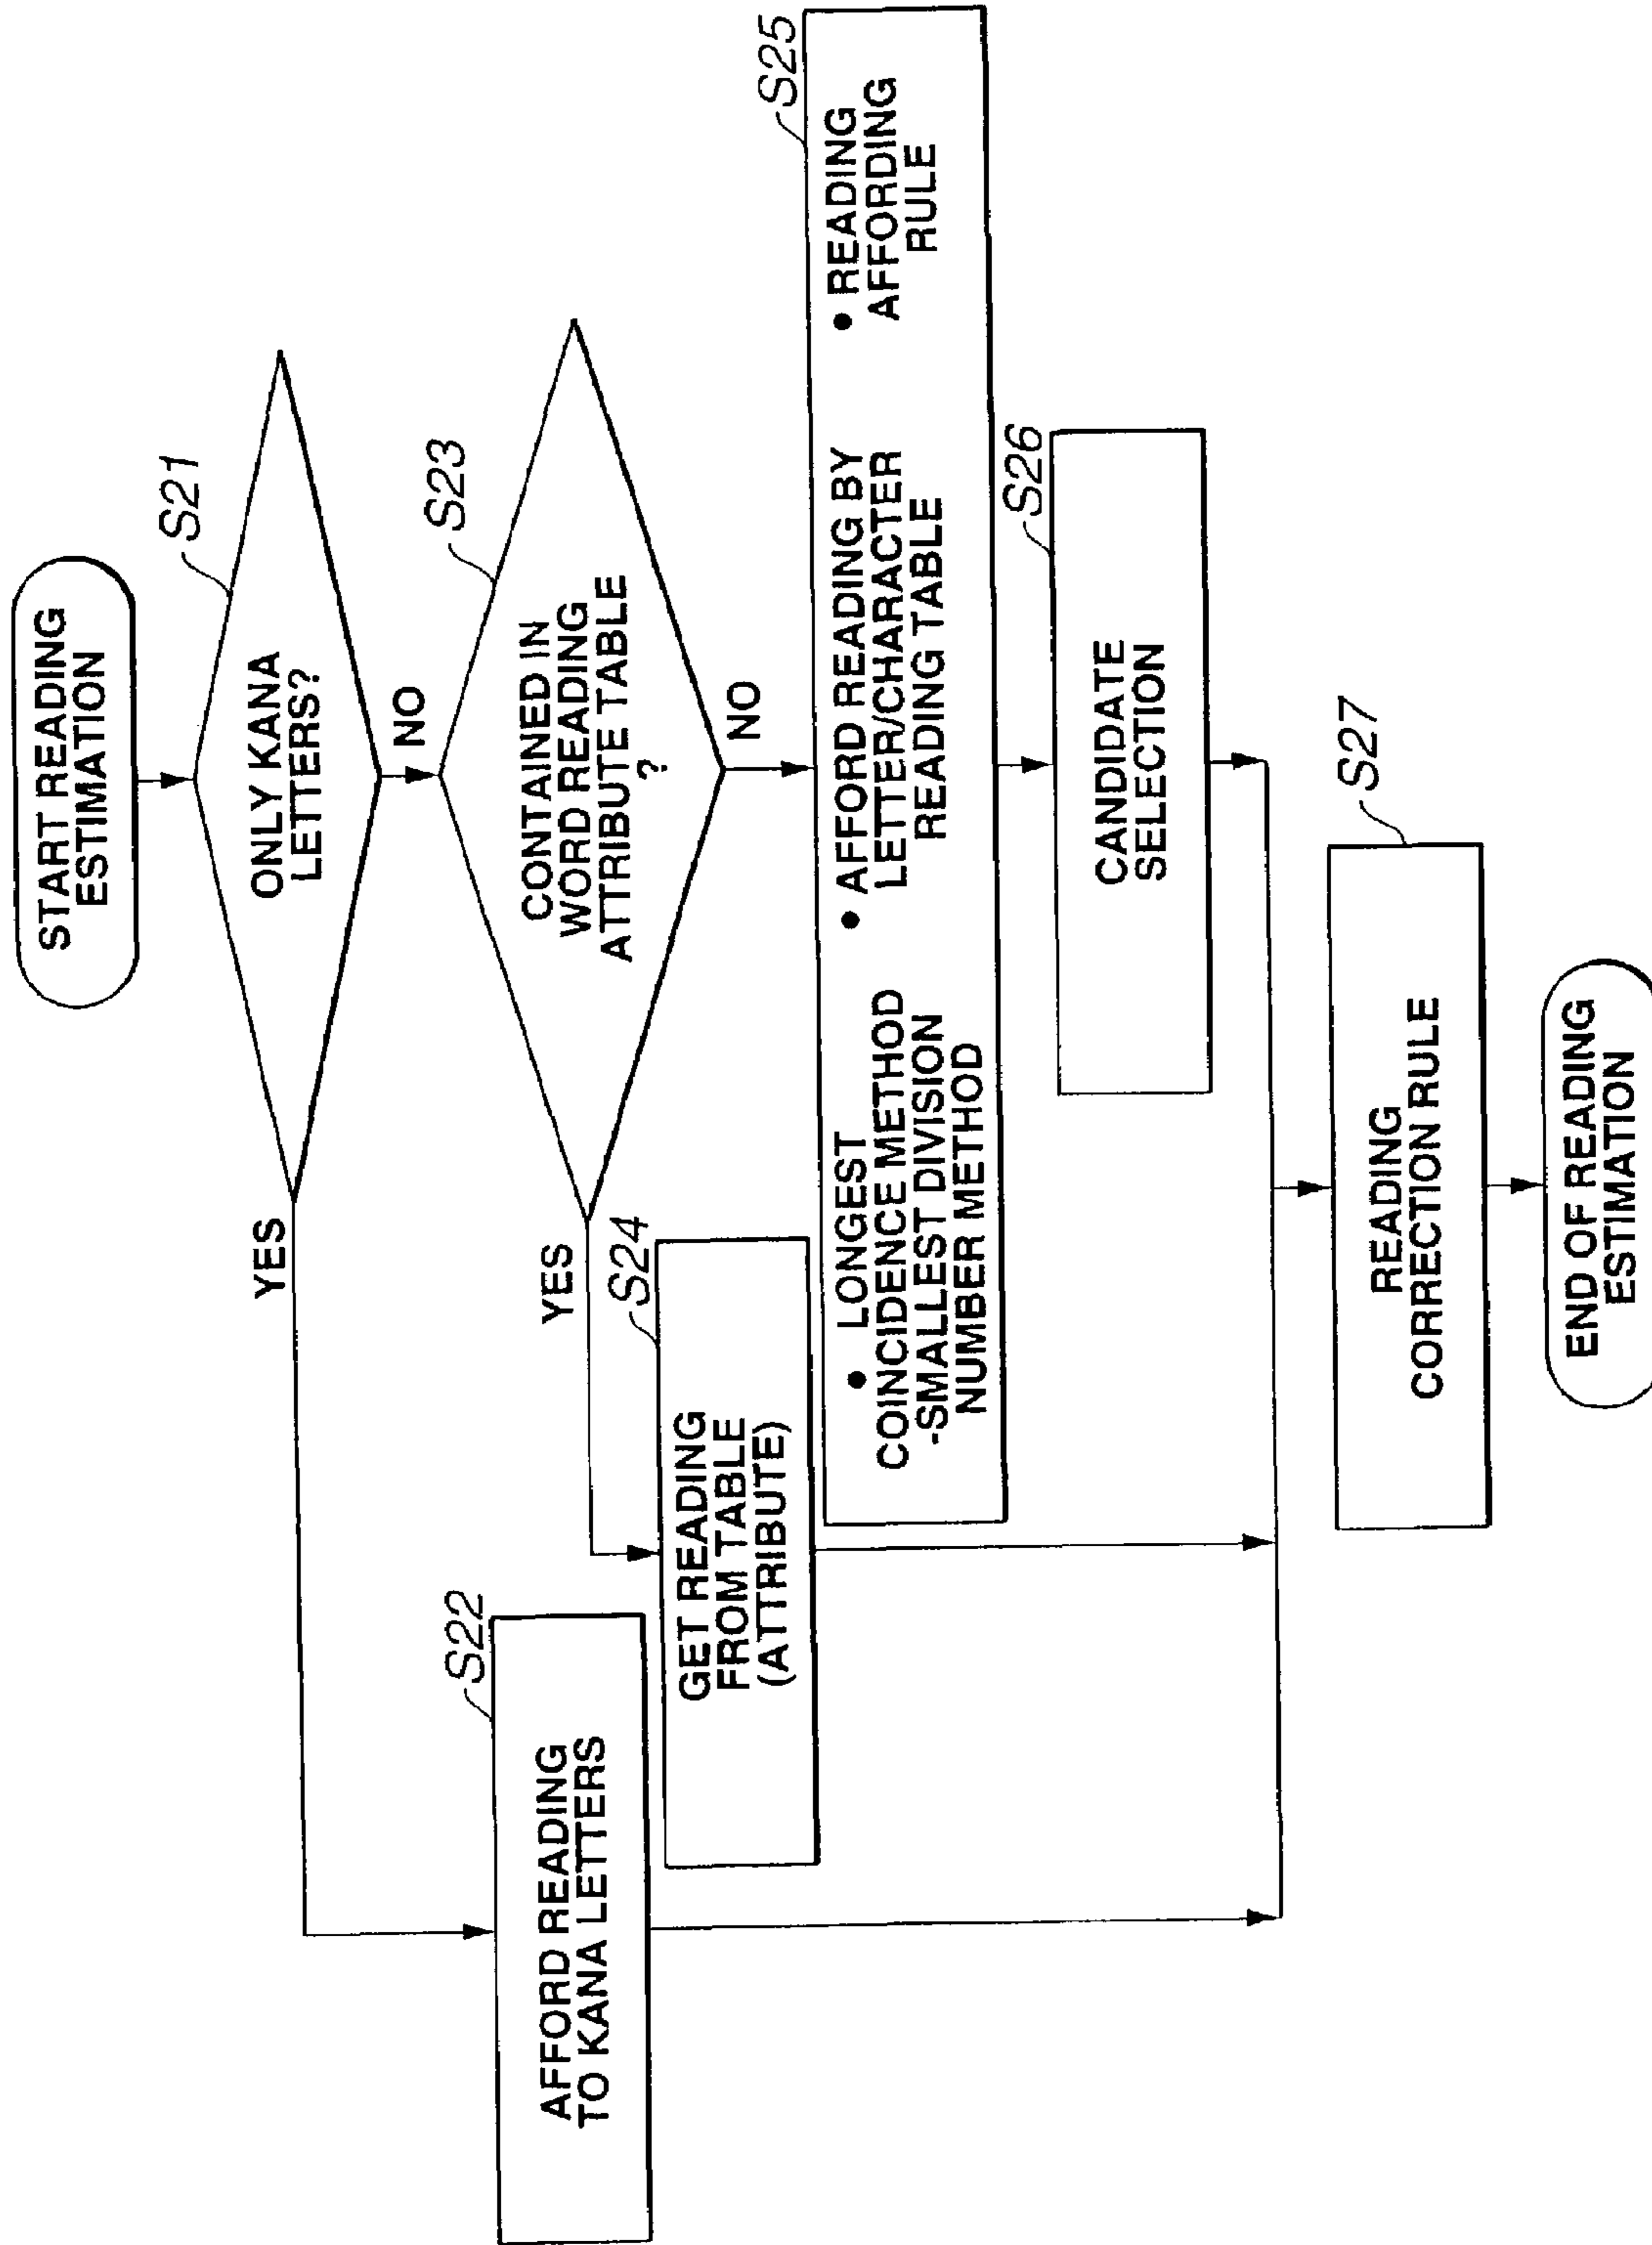 START READING
ESTIMATION
S21
ONLY KANA
LETTERS?
YES
NO
S22
AFFORD READING
TO KANA LETTERS
S23
CONTAINED IN
WORD READING
ATTRIBUTE TABLE
?
YES
NO
S24
GET READING
FROM TABLE
(ATTRIBUTE)
S25
• LONGEST
COINCIDENCE METHOD
-SMALLEST DIVISION
NUMBER METHOD
• AFFORD READING BY
LETTER/CHARACTER
READING TABLE
• READING
AFFORDING
RULE
S26
CANDIDATE
SELECTION
S27
READING
CORRECTION RULE
END OF READING
ESTIMATION